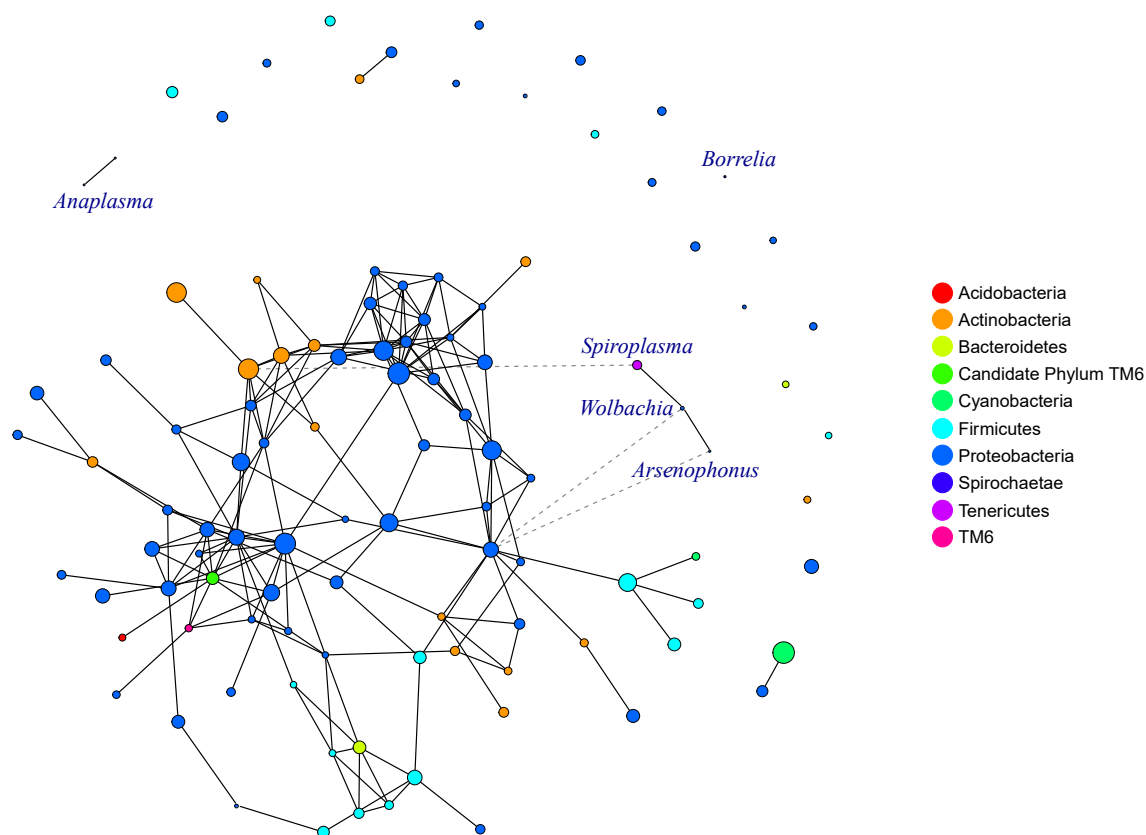 Borrelia
Anaplasma
Spiroplasma
Wolbachia
Arsenophonus
Acidobacteria
Actinobacteria
Bacteroidetes
Candidate Phylum TM6
Cyanobacteria
Firmicutes
Proteobacteria
Spirochaetae
Tenericutes
TM6